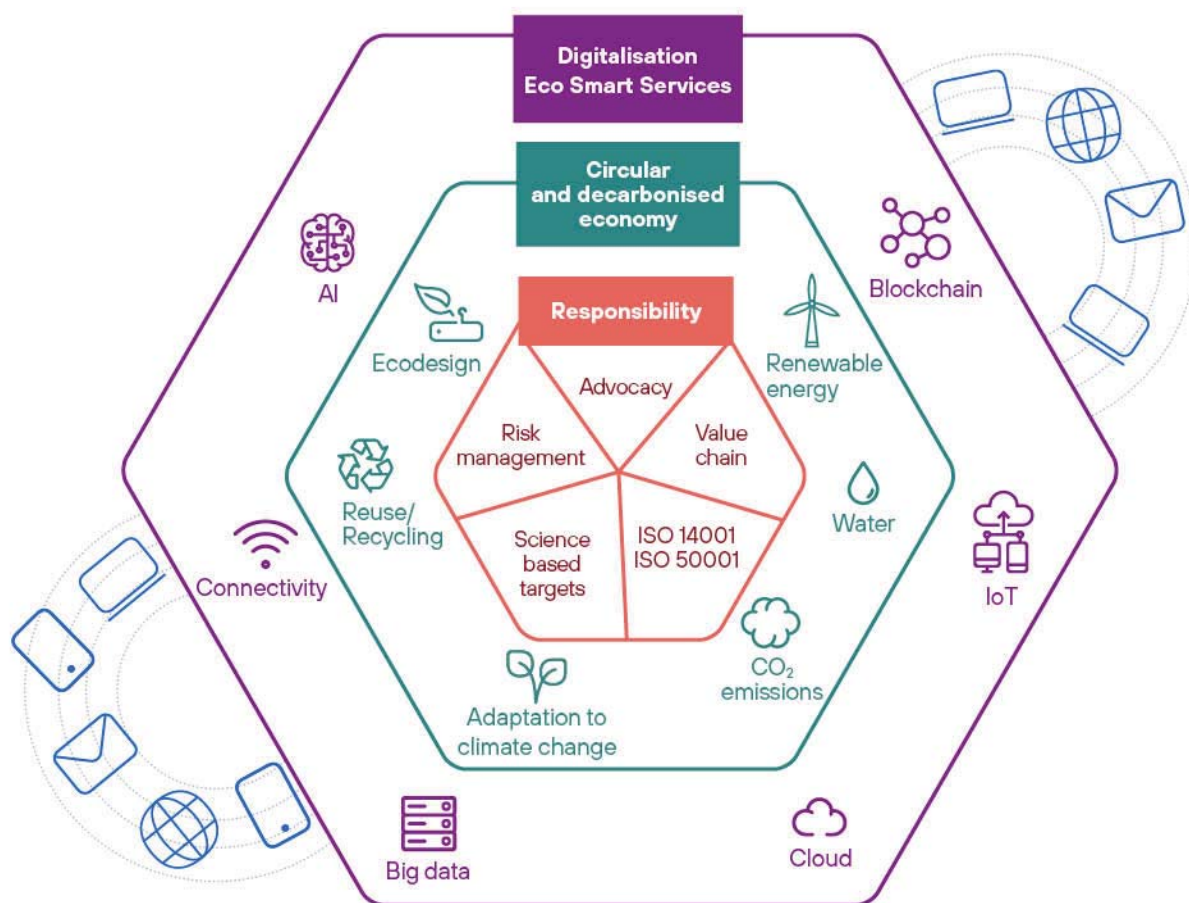 Digitalisation
Eco Smart Services
Circular
and decarbonised
economy
Responsibility
AI
Blockchain
Ecodesign
Renewable
energy
Advocacy
Risk
management
Value
chain
Reuse/
Recycling
Water
Science
based
targets
ISO 14001
ISO 50001
Connectivity
IoT
CO₂
emissions
Adaptation to
climate change
Big data
Cloud